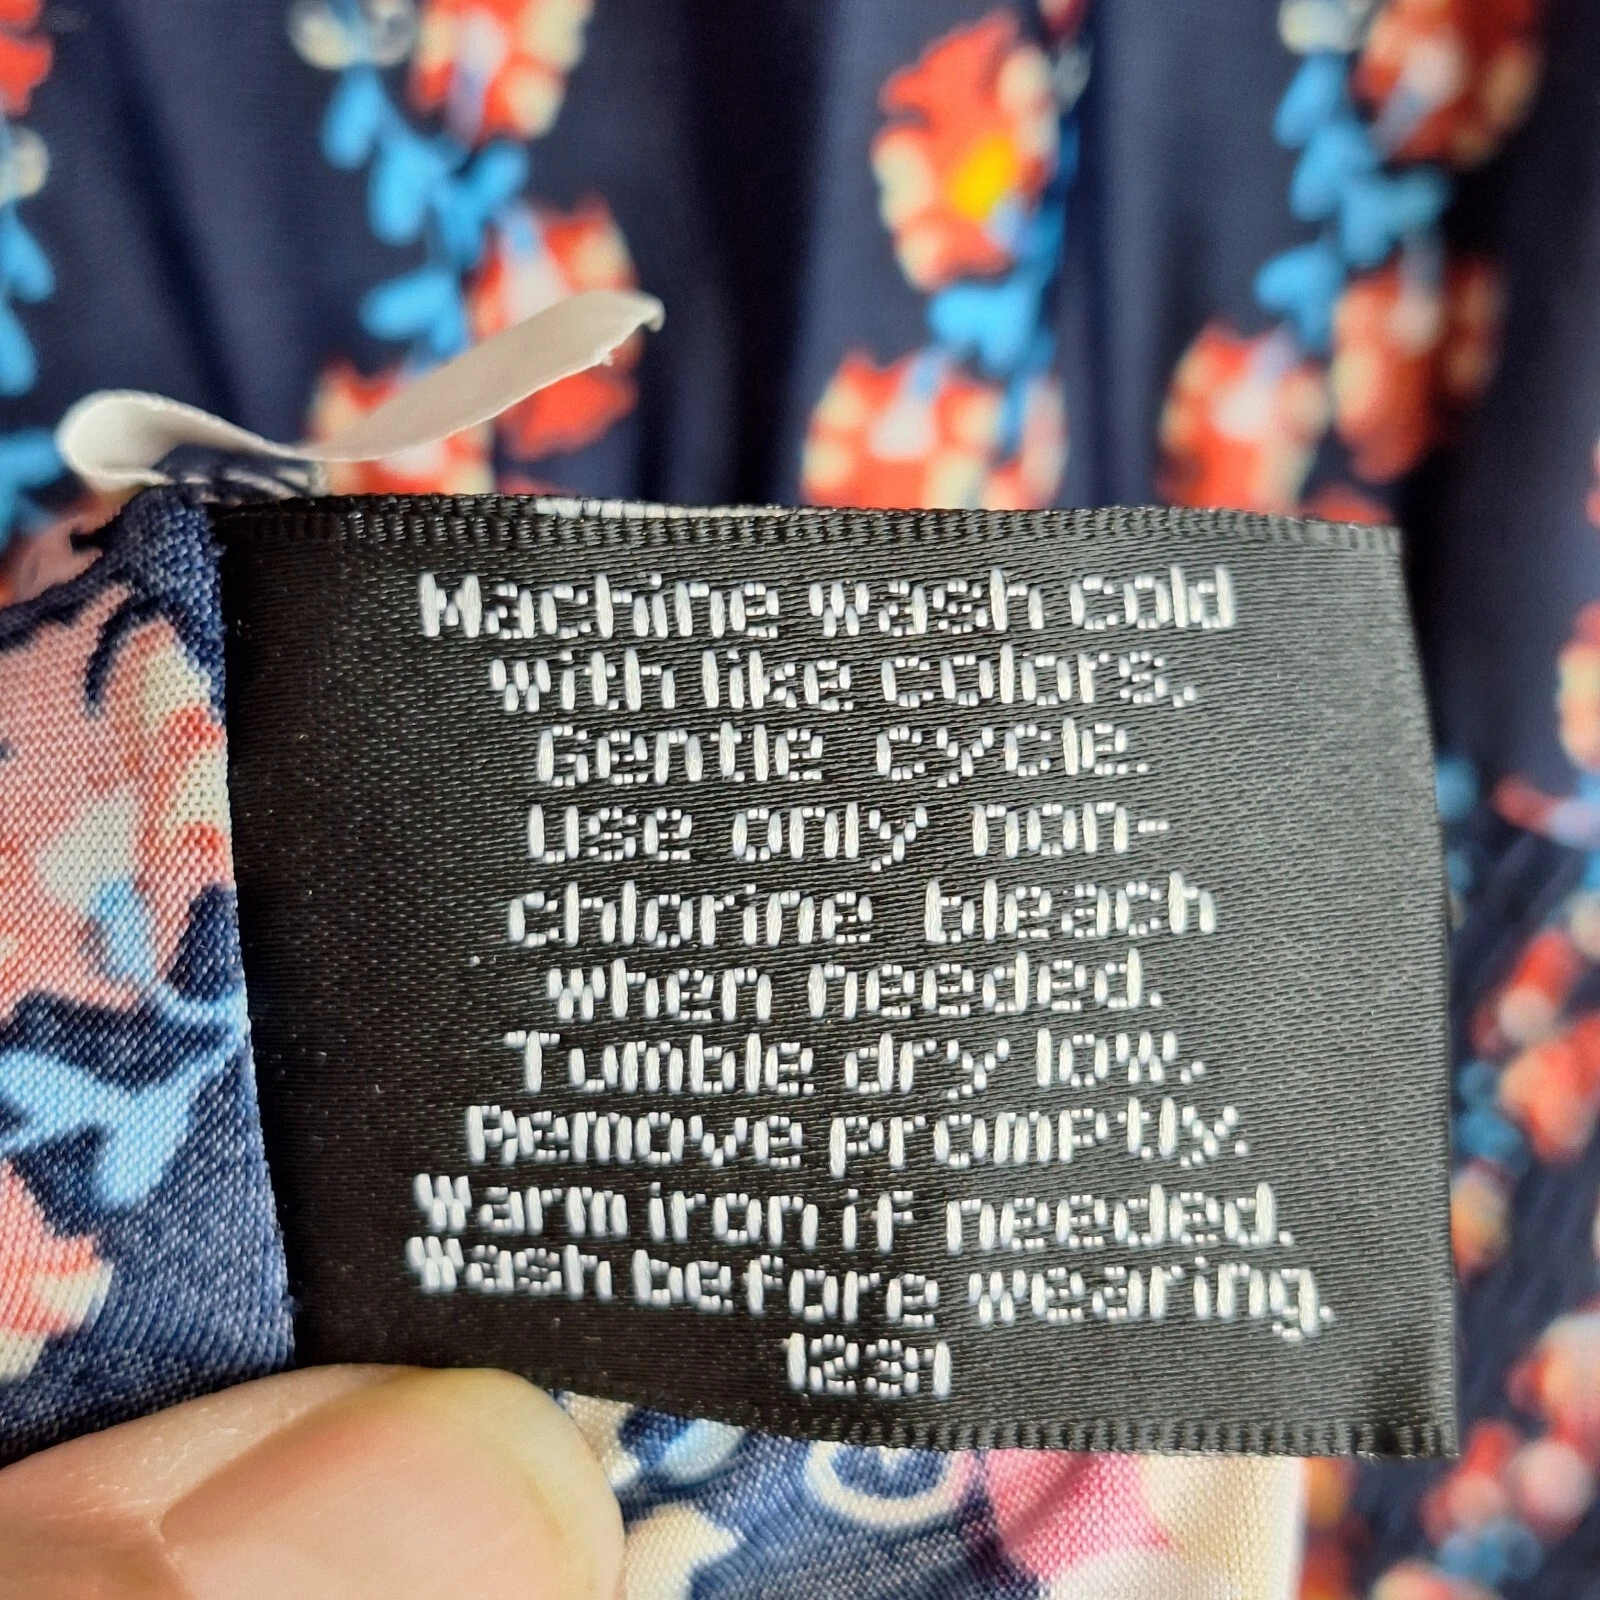 Machine wash cold
with like colors,
Gentle cycle.
Use only non-
chlorine bleach
when needed.
Tumble dry low,
Remove promptly.
Warm iron if needed.
Wash before wearing.
1231